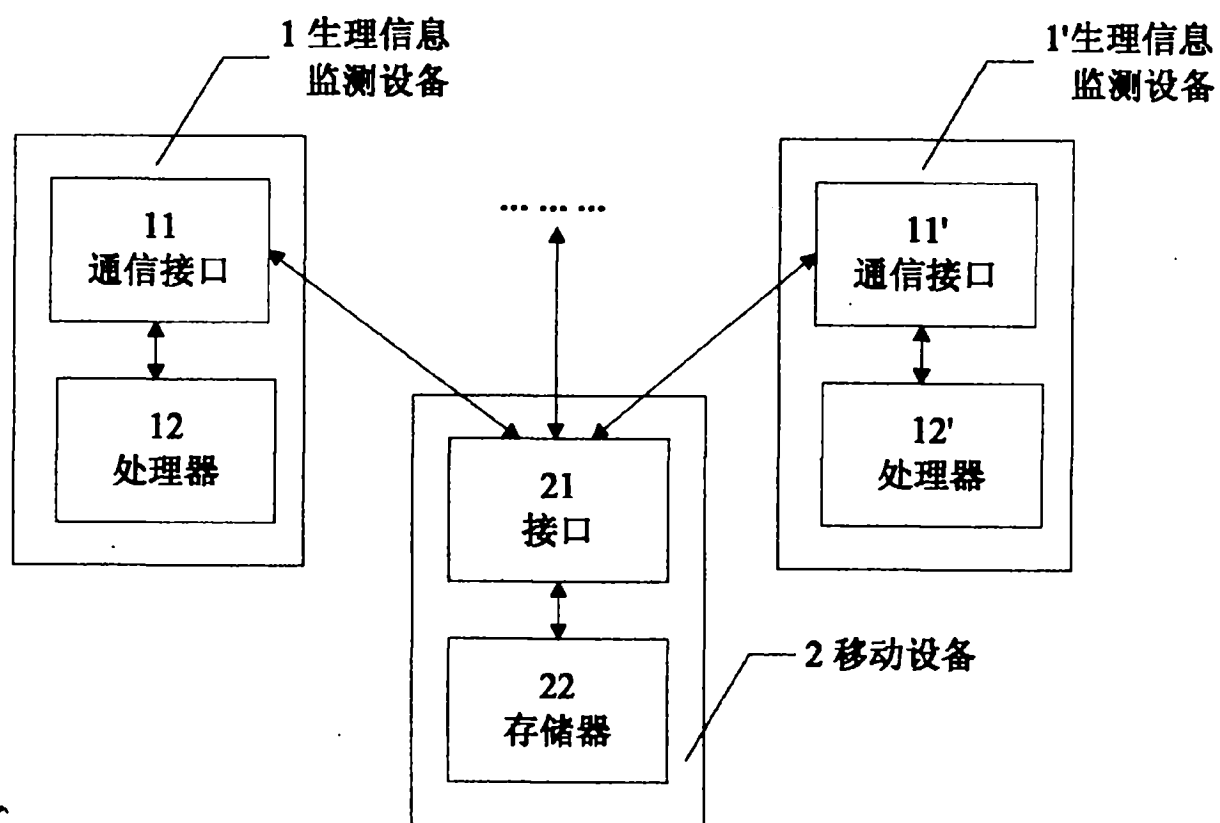 1 生理信息
监测设备
1'生理信息
监测设备
11
通信接口
12
处理器
... ... ...
11'
通信接口
12'
处理器
21
接口
22
存储器
2 移动设备